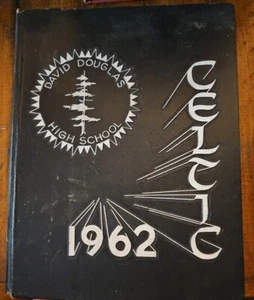 DAVID DOUGLAS
HIGH SCHOOL
CELTIC
1962